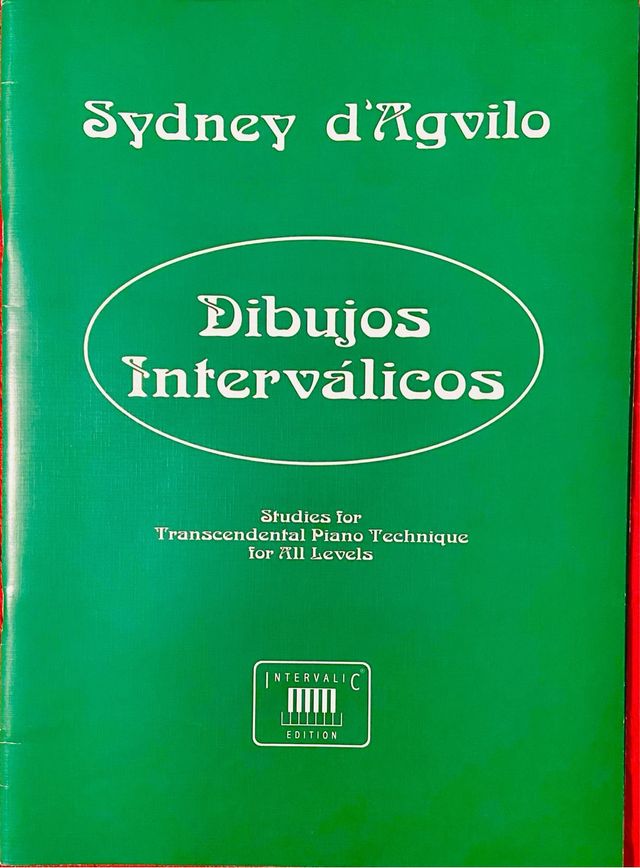 Sydney d'Agvilo
Dibujos
Interválicos
Studies for
Transcendental Piano Technique
for All Levels
INTERVALIC®
EDITION